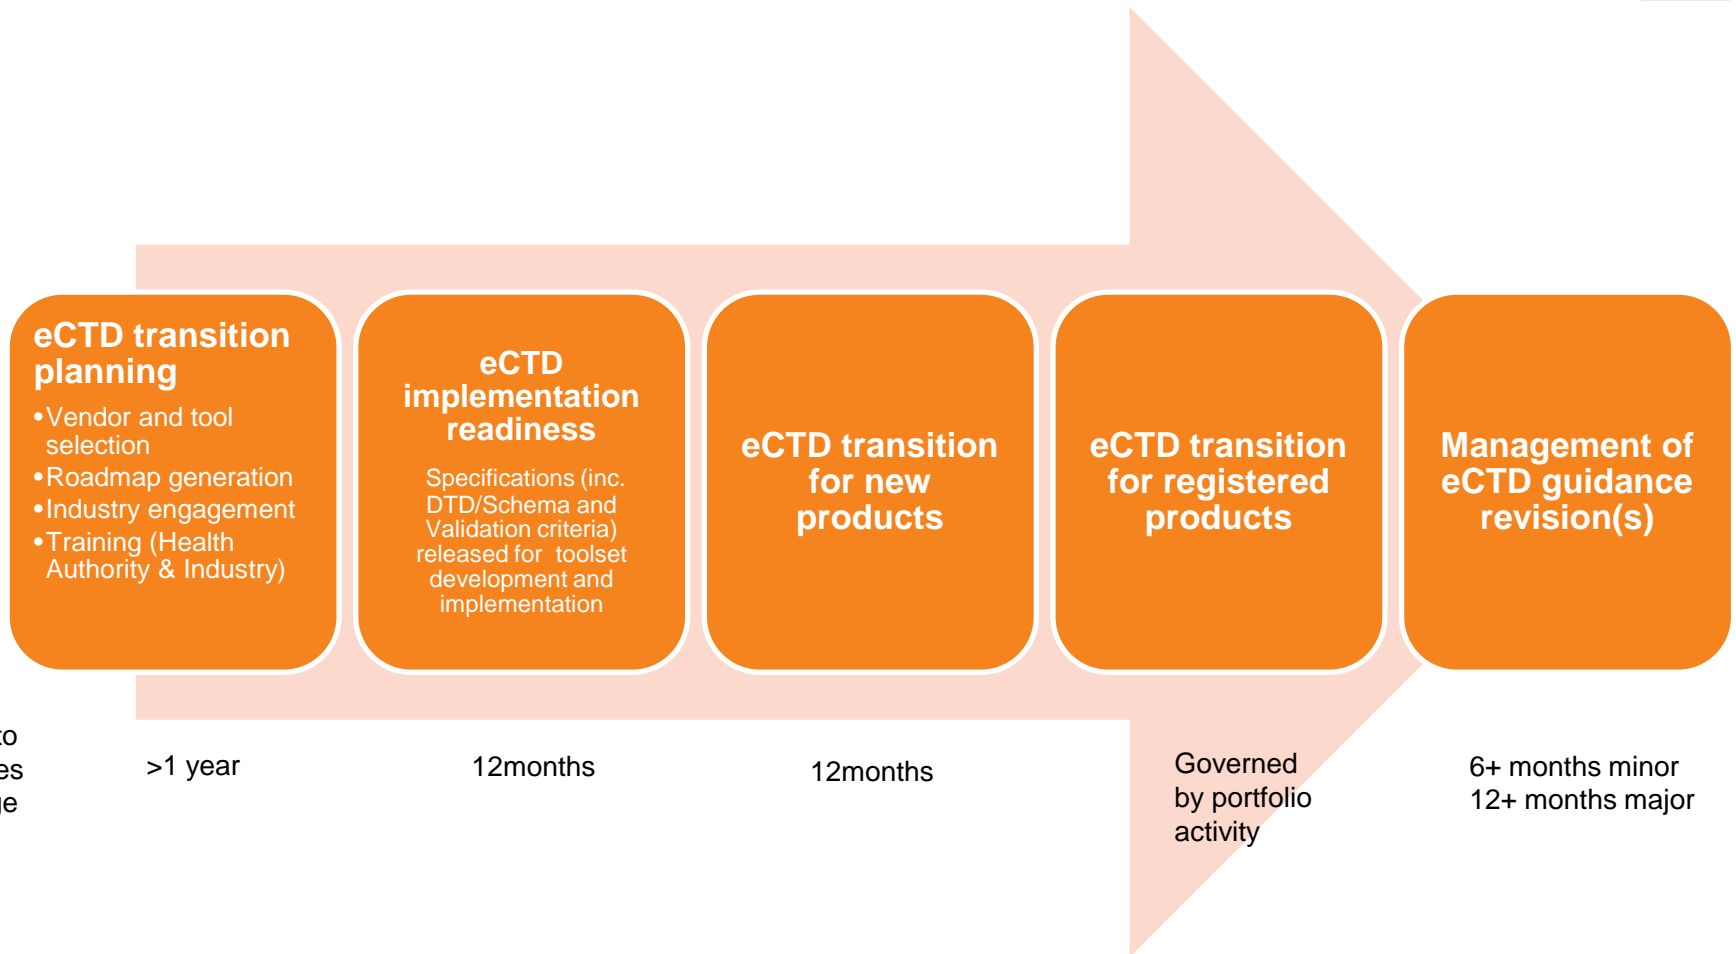 eCTD transition
planning
•Vendor and tool
selection
•Roadmap generation
•Industry engagement
•Training (Health
Authority & Industry)
eCTD
implementation
readiness
Specifications (inc.
DTD/Schema and
Validation criteria)
released for toolset
development and
implementation
eCTD transition
for new
products
eCTD transition
for registered
products
Management of
eCTD guidance
revision(s)
>1 year
12months
12months
Governed
by portfolio
activity
6+ months minor
12+ months major